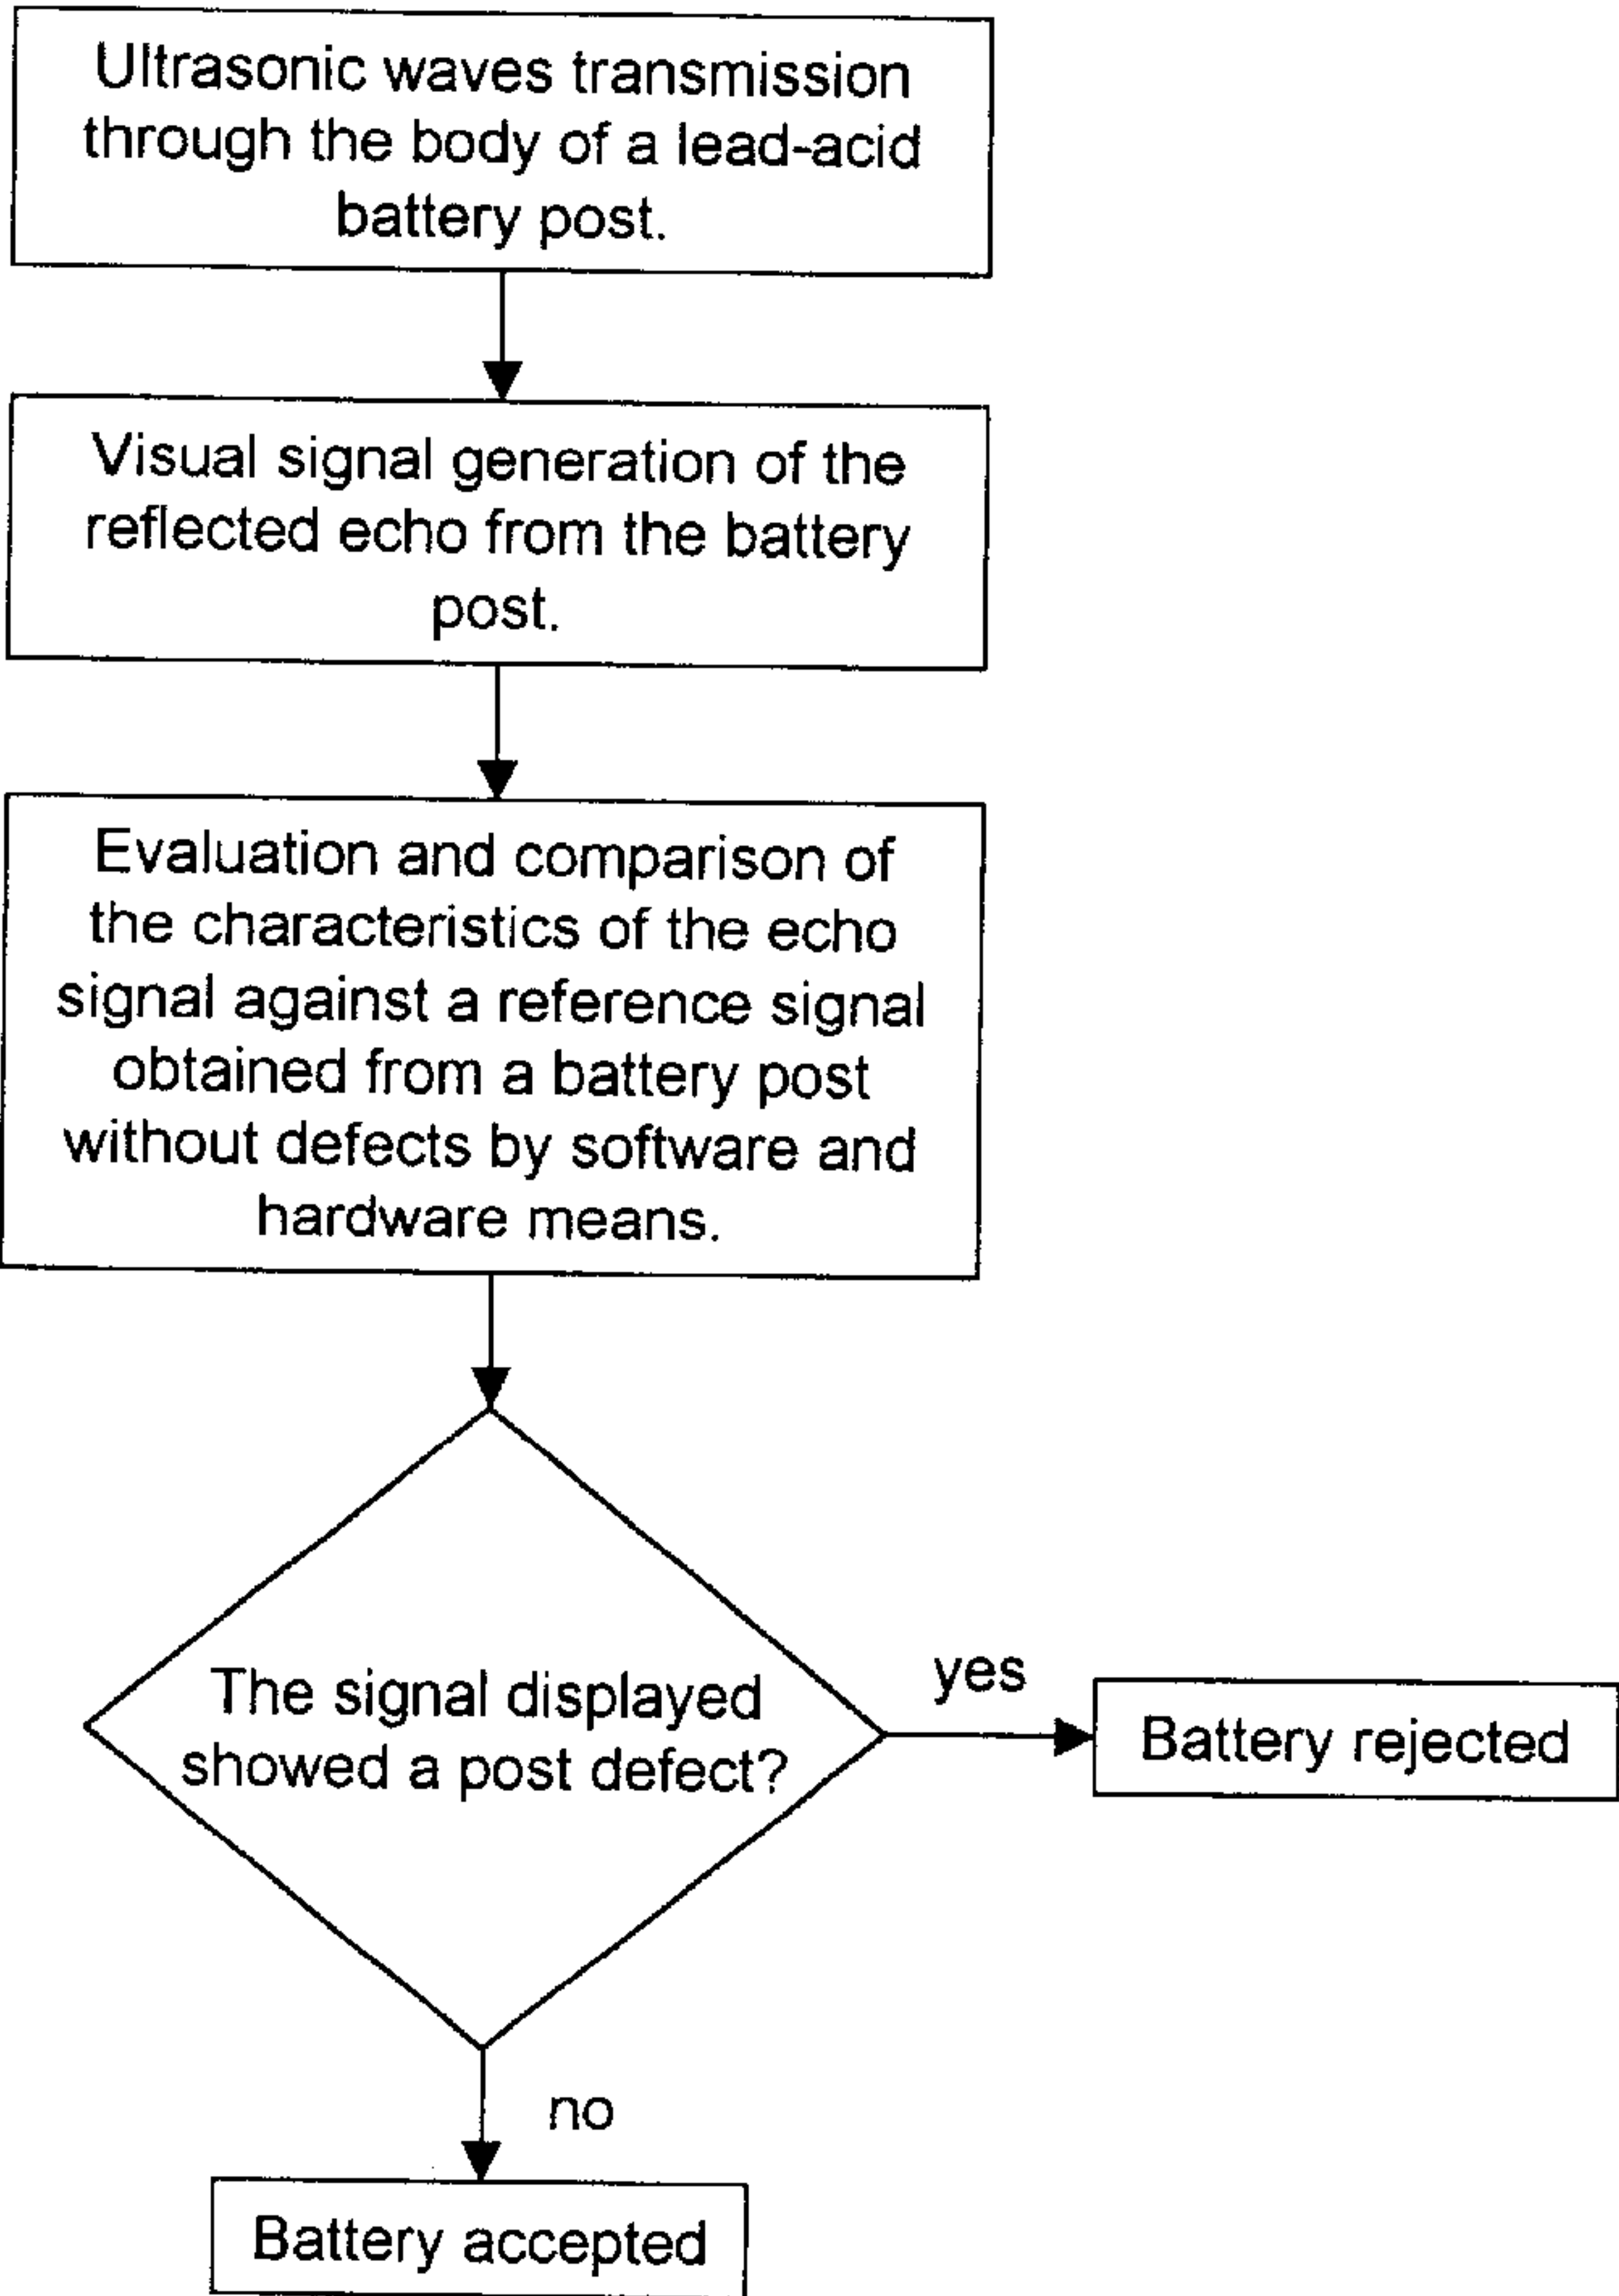 Ultrasonic waves transmission
through the body of a lead-acid
battery post.
Visual signal generation of the
reflected echo from the battery
post.
Evaluation and comparison of
the characteristics of the echo
signal against a reference signal
obtained from a battery post
without defects by software and
hardware means.
The signal displayed
showed a post defect?
yes
Battery rejected
no
Battery accepted